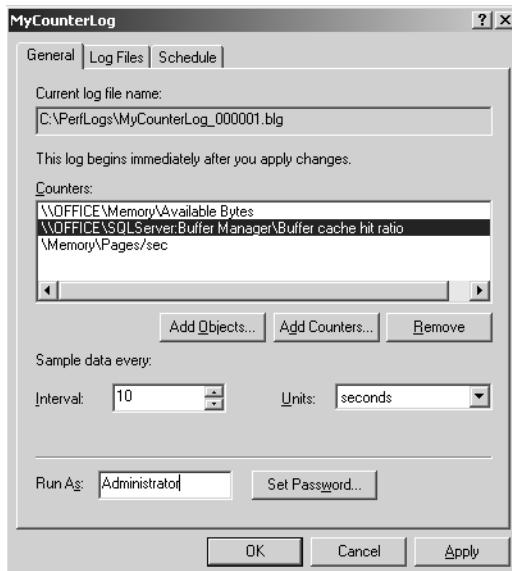 MyCounterLog
General Log Files Schedule
Current log file name:
C:\PerfLogs\MyCounterLog_000001.blg
This log begins immediately after you apply changes.
Counters:
\\OFFICE\Memory\Available Bytes
\\OFFICE\SQLServer:Buffer Manager\Buffer cache hit ratio
\Memory\Pages/sec
Add Objects... Add Counters... Remove
Sample data every:
Interval: 10 Units: seconds
Run As: Administrator Set Password...
OK Cancel Apply